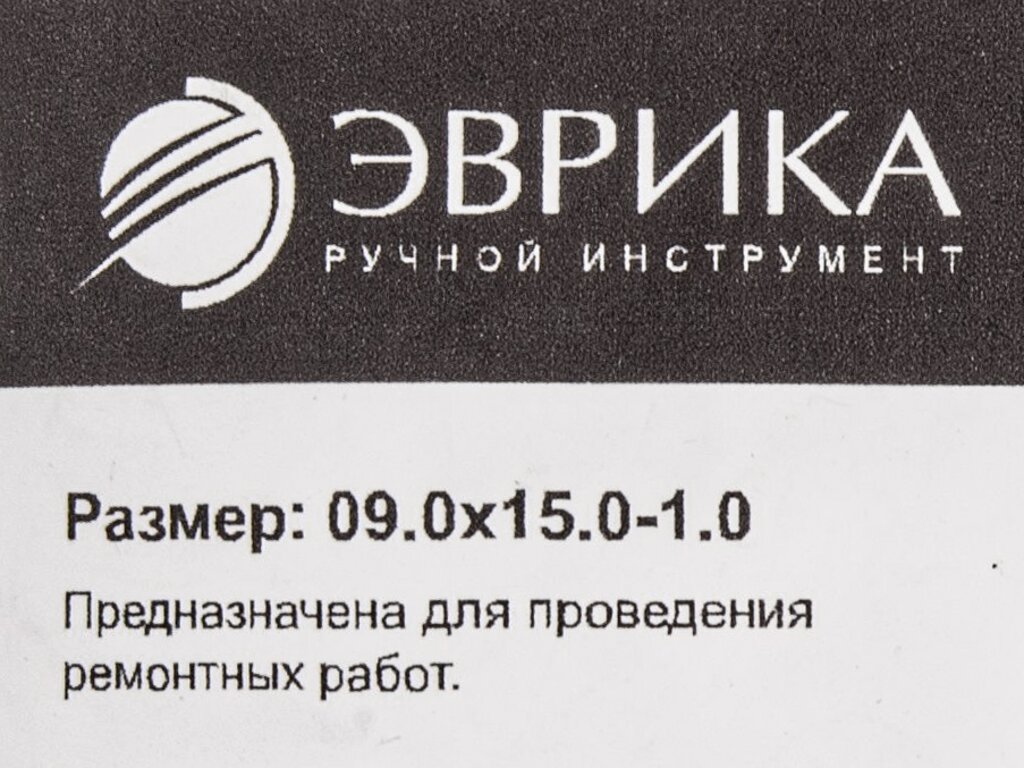 ЭВРИКА
РУЧНОЙ ИНСТРУМЕНТ
Размер: 09.0x15.0-1.0
Предназначена для проведения
ремонтных работ.